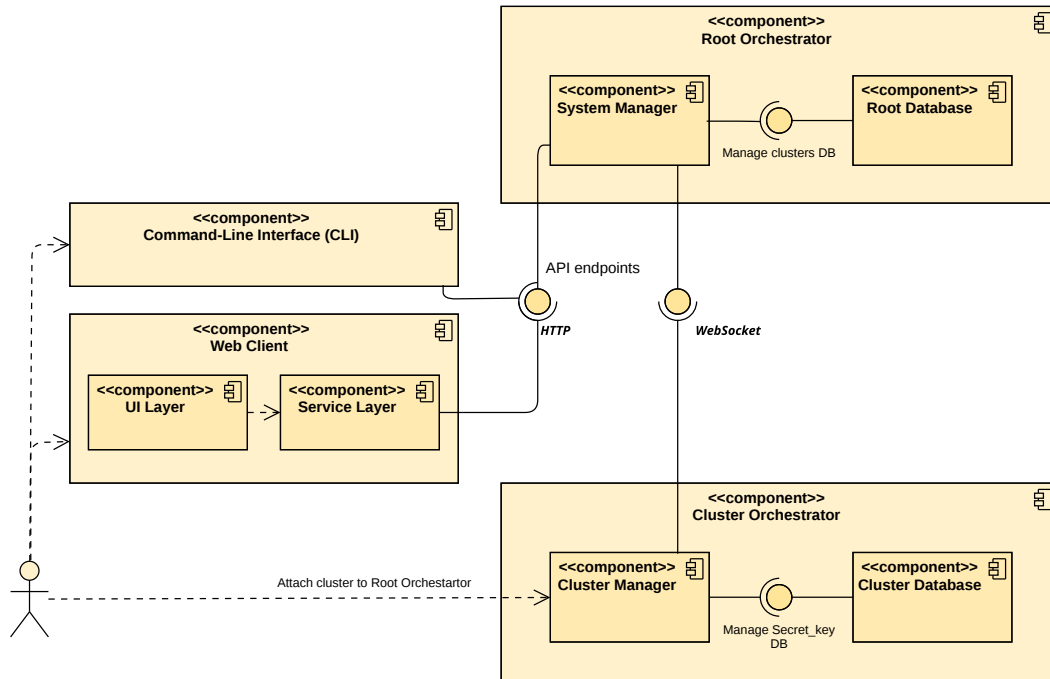 <<component>>
Root Orchestrator
<<component>>
System Manager
<<component>>
Root Database
Manage clusters DB
<<component>>
Command-Line Interface (CLI)
API endpoints
HTTP
WebSocket
<<component>>
Web Client
<<component>>
UI Layer
<<component>>
Service Layer
<<component>>
Cluster Orchestrator
<<component>>
Cluster Manager
<<component>>
Cluster Database
Attach cluster to Root Orchestartor
Manage Secret_key
DB